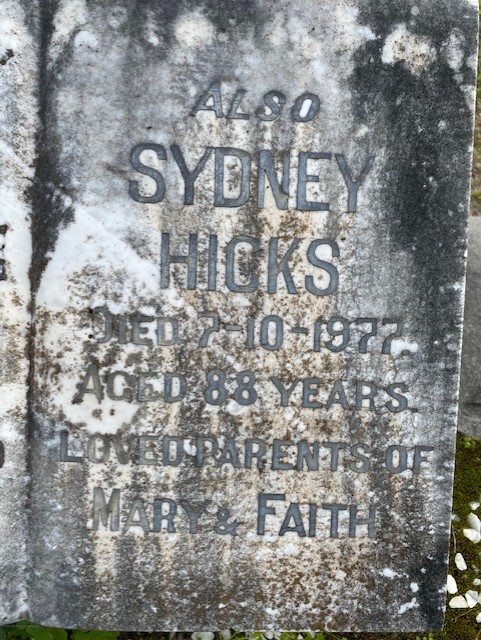 ALSO
SYDNEY
HICKS
DIED 7-10-1977.
AGED 88 YEARS.
LOVED PARENTS OF
MARY & FAITH